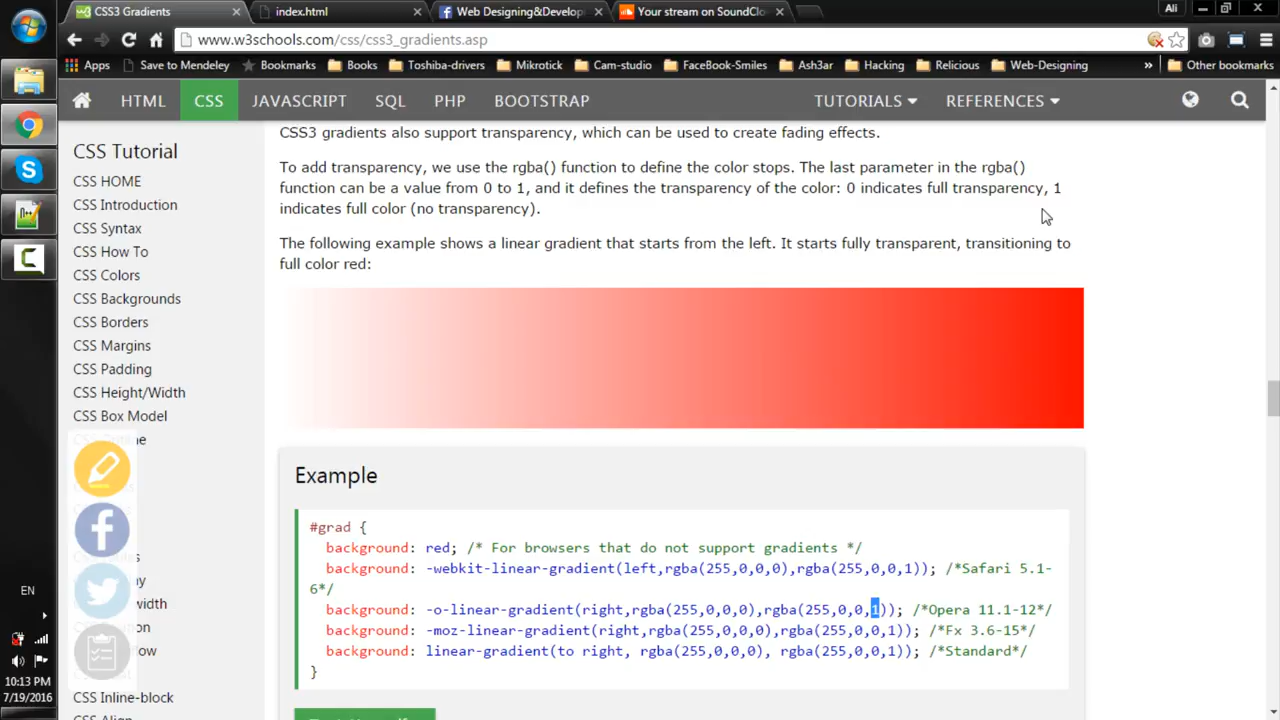 CSS3 Gradients
index.html
Web Designing&Develop
Your stream on SoundClo
Ali
www.w3schools.com/css/css3_gradients.asp
Apps
Save to Mendeley
Bookmarks
Books
Toshiba-drivers
Mikrotick
Cam-studio
FaceBook-Smiles
Ash3ar
Hacking
Relicious
Web-Designing
»
Other bookmarks
HTML
CSS
JAVASCRIPT
SQL
PHP
BOOTSTRAP
TUTORIALS
REFERENCES
CSS Tutorial
CSS HOME
CSS Introduction
CSS Syntax
CSS How To
CSS Colors
CSS Backgrounds
CSS Borders
CSS Margins
CSS Padding
CSS Height/Width
CSS Box Model
CSS Inline-block
CSS Align
CSS3 gradients also support transparency, which can be used to create fading effects.
To add transparency, we use the rgba() function to define the color stops. The last parameter in the rgba()
function can be a value from 0 to 1, and it defines the transparency of the color: 0 indicates full transparency, 1
indicates full color (no transparency).
The following example shows a linear gradient that starts from the left. It starts fully transparent, transitioning to
full color red:
Example
#grad {
background: red; /* For browsers that do not support gradients */
background: -webkit-linear-gradient(left,rgba(255,0,0,0),rgba(255,0,0,1)); /*Safari 5.1-
6*/
background: -o-linear-gradient(right,rgba(255,0,0,0),rgba(255,0,0,1)); /*Opera 11.1-12*/
background: -moz-linear-gradient(right,rgba(255,0,0,0),rgba(255,0,0,1)); /*Fx 3.6-15*/
background: linear-gradient(to right, rgba(255,0,0,0), rgba(255,0,0,1)); /*Standard*/
}
EN
10:13 PM
7/19/2016